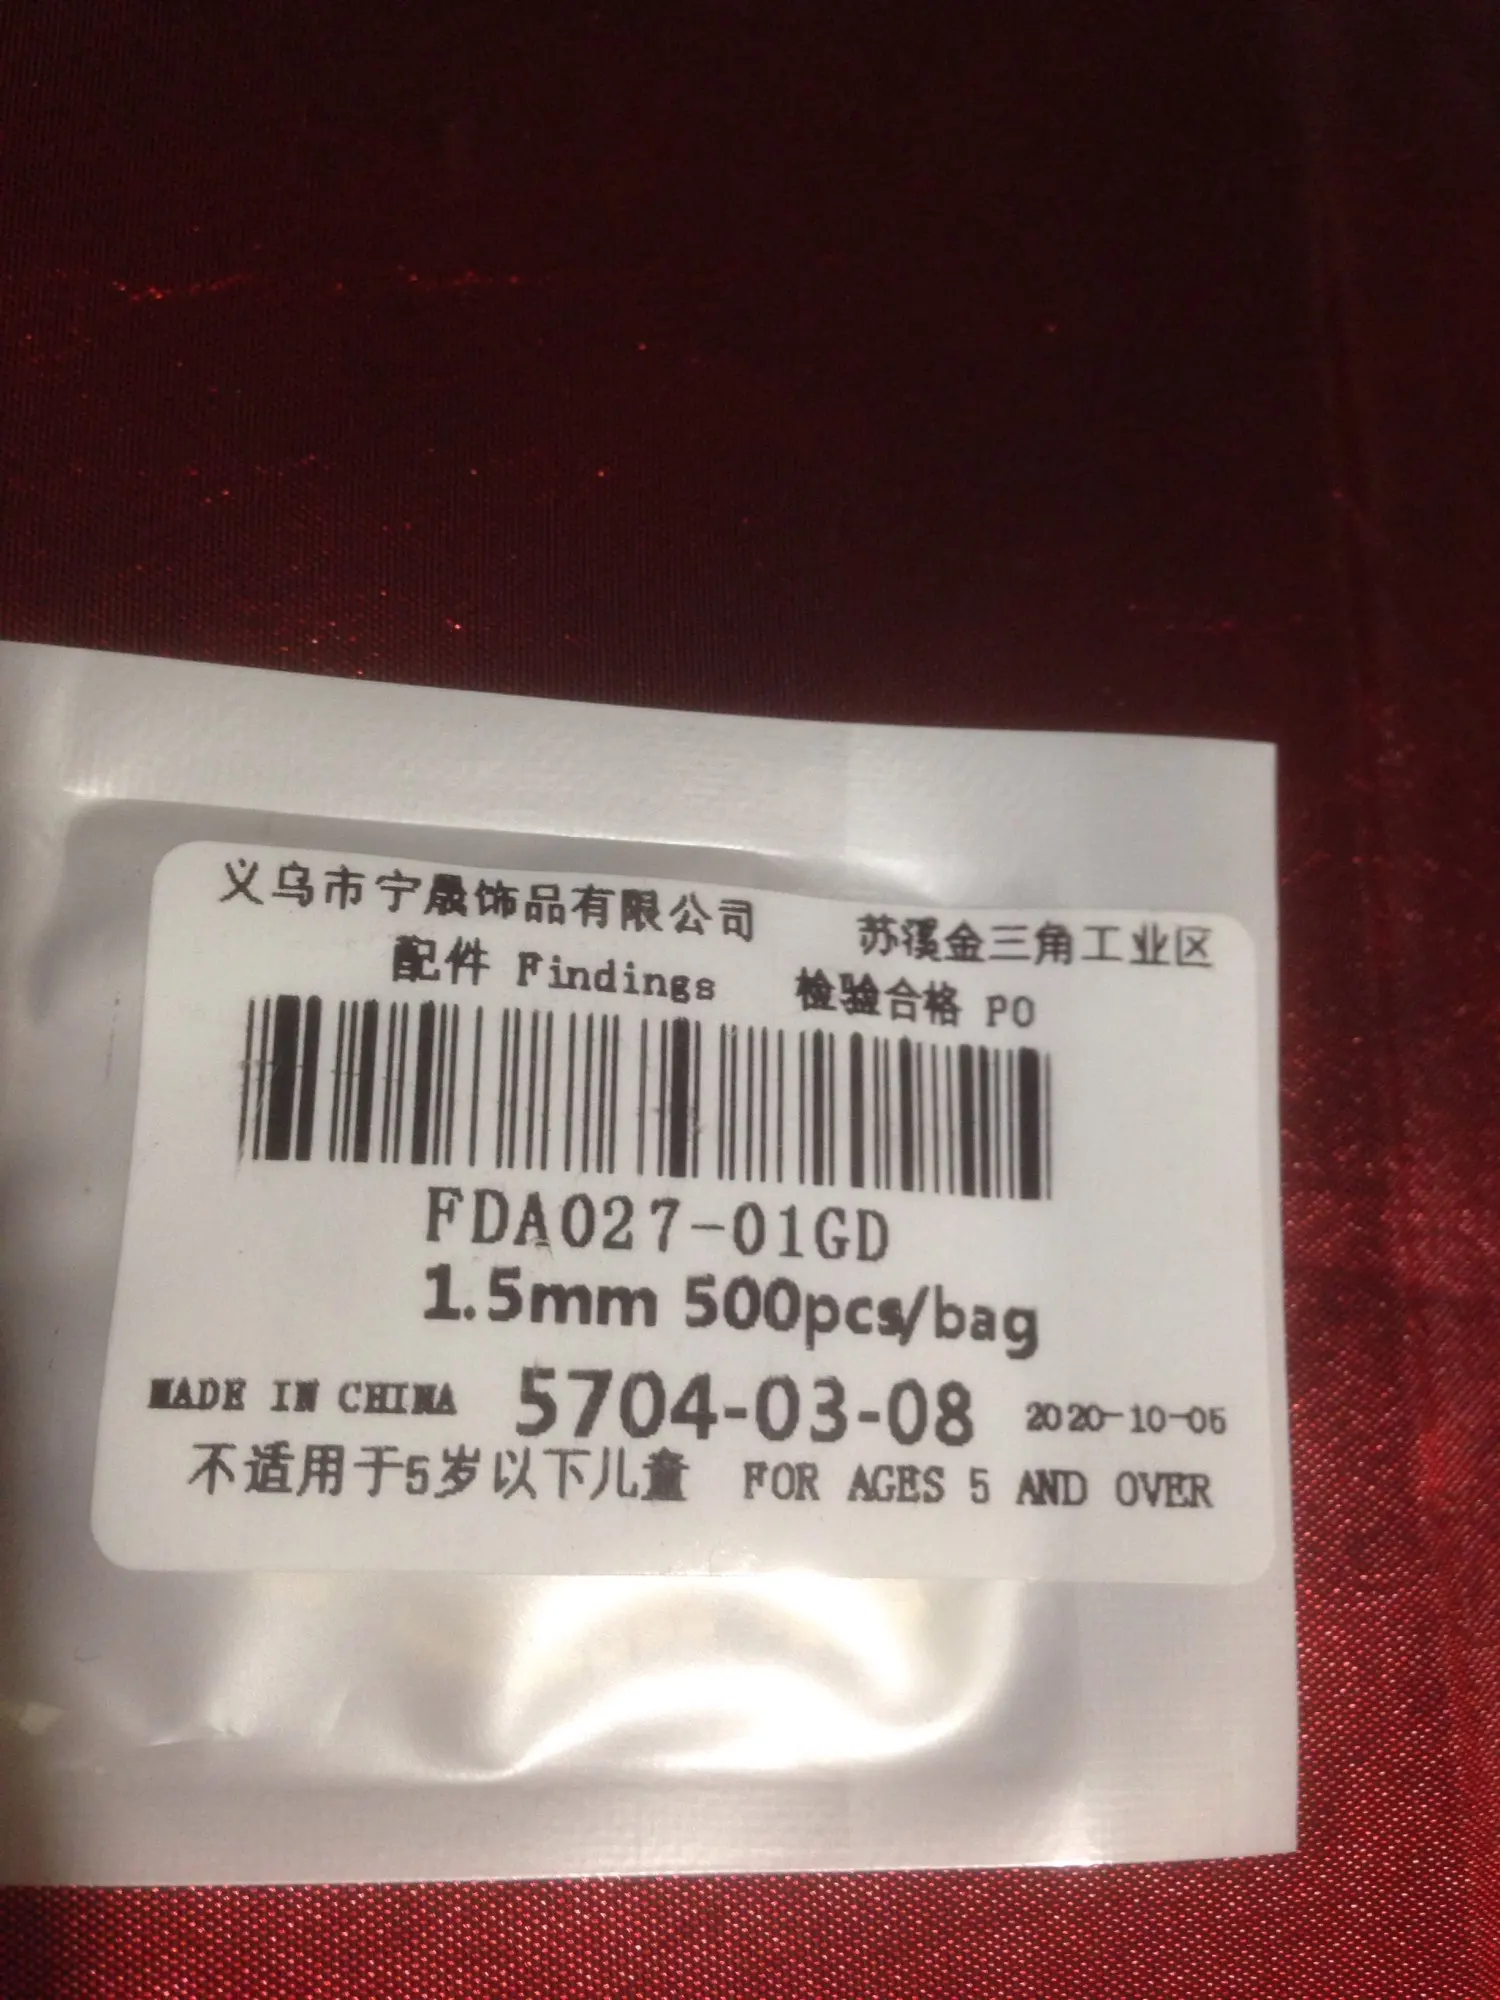 义乌市宁晟饰品有限公司 苏溪金三角工业区
配件 Findings 检验合格 PO
FDA027-01GD
1.5mm 500pcs/bag
MADE IN CHINA 5704-03-08 2020-10-05
不适用于5岁以下儿童 FOR AGES 5 AND OVER